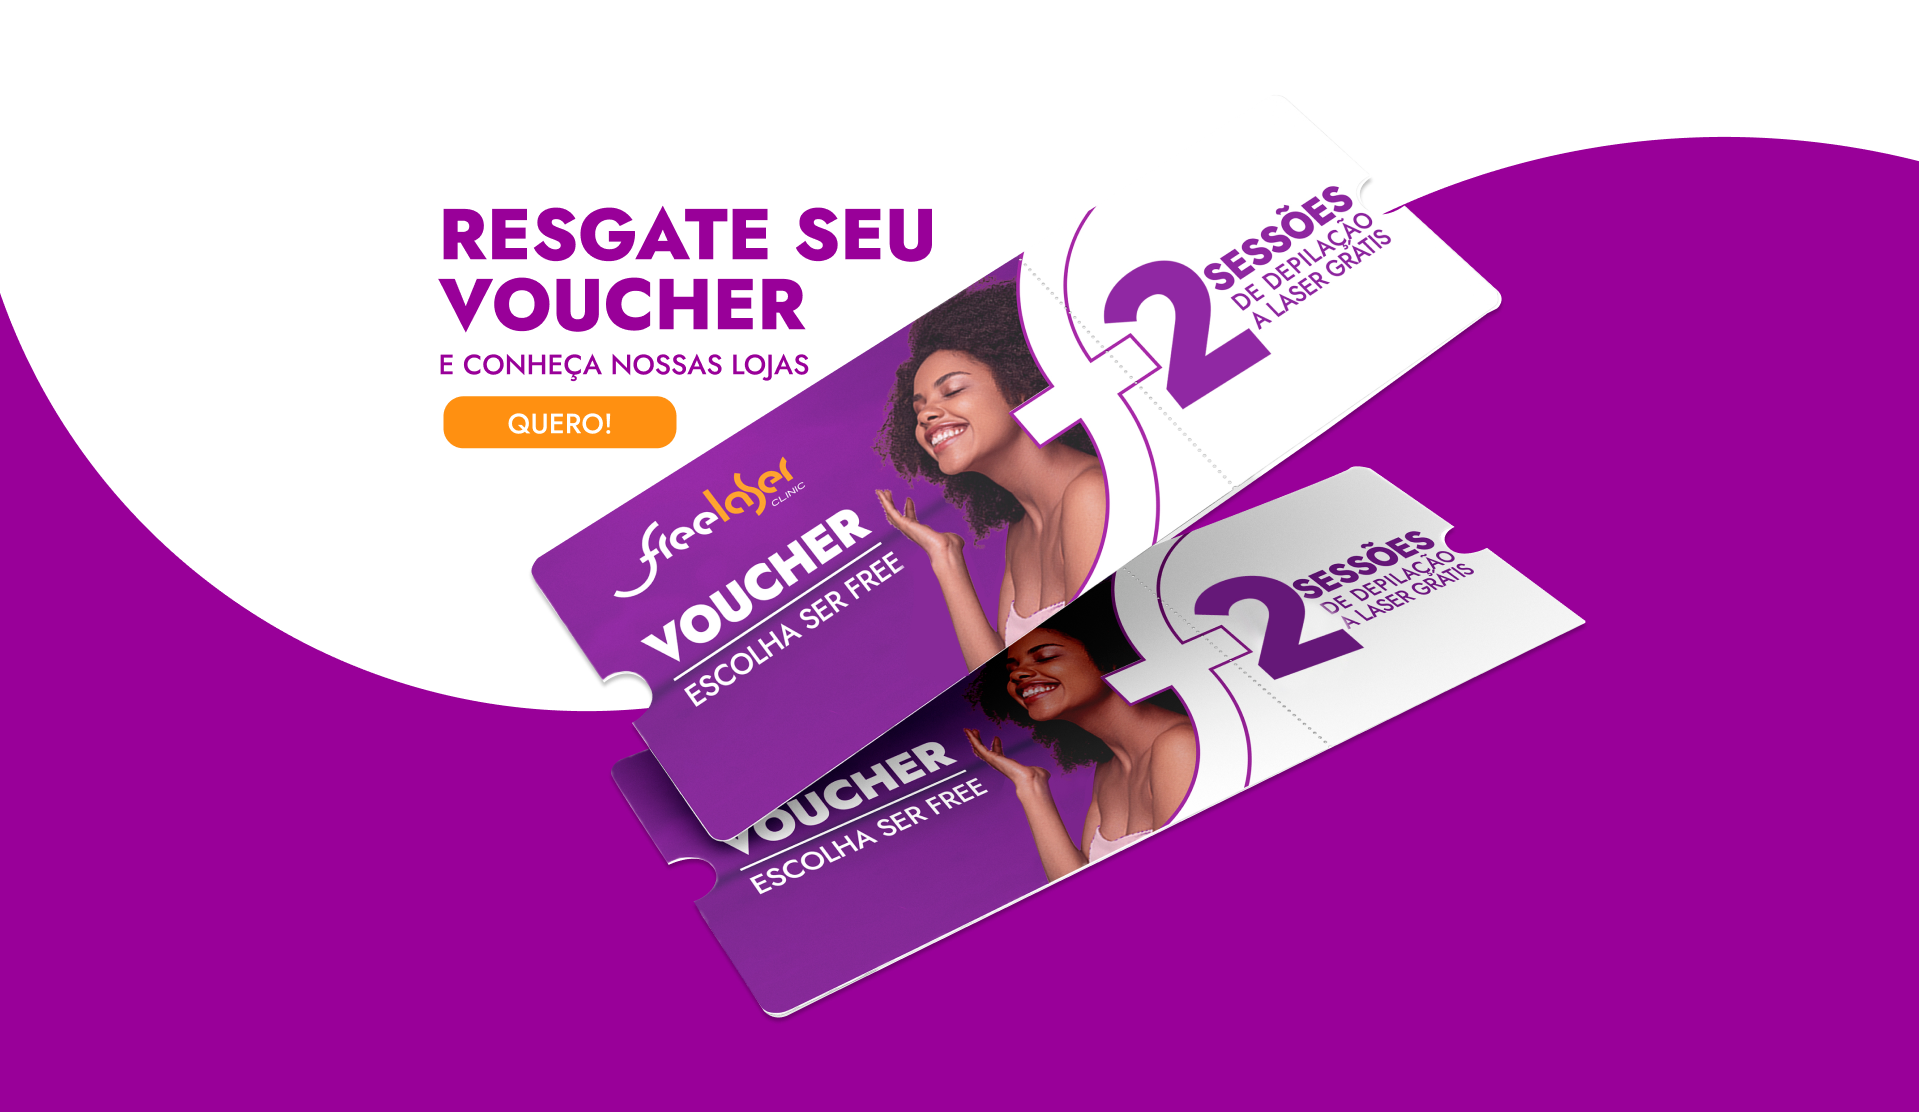 RESGATE SEU
VOUCHER
E CONHEÇA NOSSAS LOJAS
QUERO!
freelaser
CLINIC
VOUCHER
ESCOLHA SER FREE
2 SESSÕES
DE DEPILAÇÃO
A LASER GRÁTIS
VOUCHER
ESCOLHA SER FREE
2 SESSÕES
DE DEPILAÇÃO
A LASER GRÁTIS